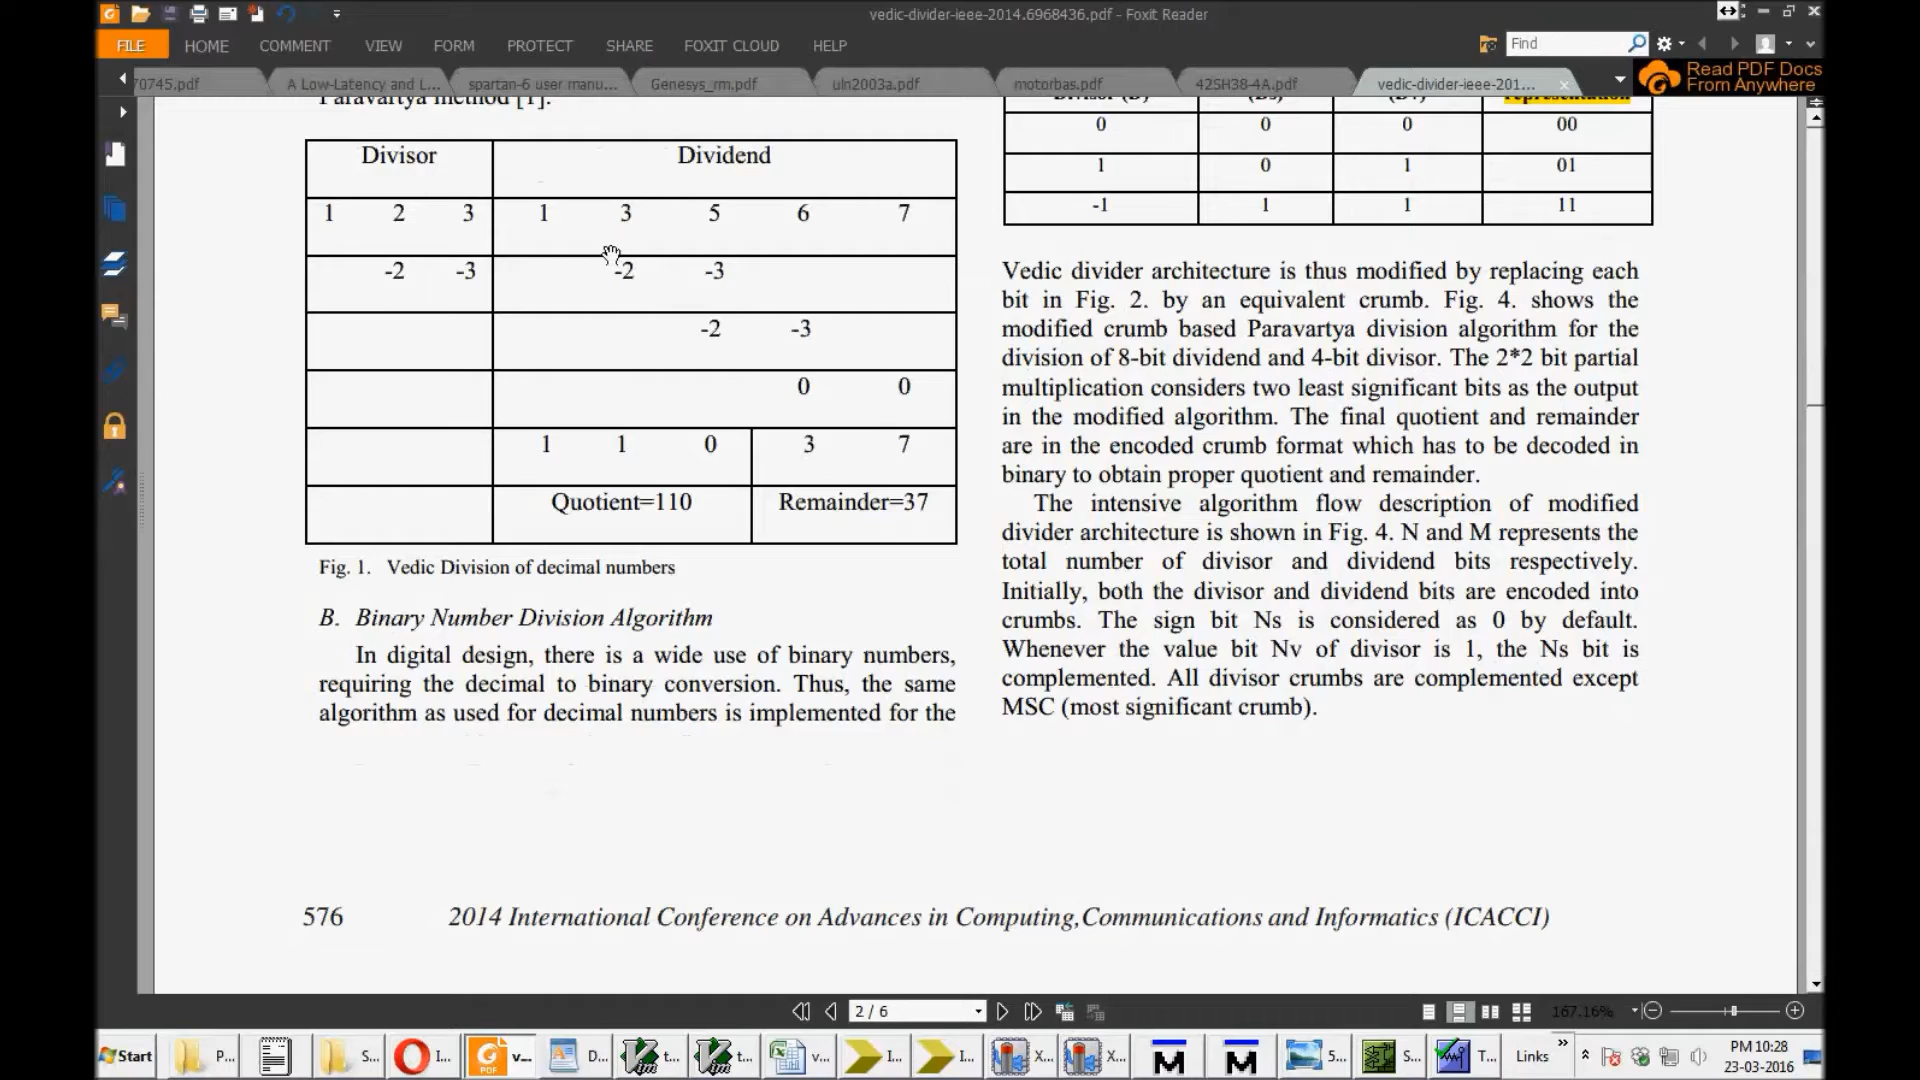 vedic-divider-ieee-2014.6968436.pdf - Foxit Reader
FILE HOME COMMENT VIEW FORM PROTECT SHARE FOXIT CLOUD HELP
Find
70745.pdf A Low-Latency and L... spartan-6 user manu... Genesys_rm.pdf uln2003a.pdf motorbas.pdf 42SH38-4A.pdf vedic-divider-ieee-201...
Read PDF Docs
From Anywhere
Paravartya method [1].
Divisor Dividend
1 2 3 1 3 5 6 7
-2 -3 -2 -3
-2 -3
0 0
1 1 0 3 7
Quotient=110 Remainder=37
Fig. 1. Vedic Division of decimal numbers
B. Binary Number Division Algorithm
In digital design, there is a wide use of binary numbers,
requiring the decimal to binary conversion. Thus, the same
algorithm as used for decimal numbers is implemented for the
Divisor (D) representation
0 0 0 00
1 0 1 01
-1 1 1 11
Vedic divider architecture is thus modified by replacing each
bit in Fig. 2. by an equivalent crumb. Fig. 4. shows the
modified crumb based Paravartya division algorithm for the
division of 8-bit dividend and 4-bit divisor. The 2*2 bit partial
multiplication considers two least significant bits as the output
in the modified algorithm. The final quotient and remainder
are in the encoded crumb format which has to be decoded in
binary to obtain proper quotient and remainder.
The intensive algorithm flow description of modified
divider architecture is shown in Fig. 4. N and M represents the
total number of divisor and dividend bits respectively.
Initially, both the divisor and dividend bits are encoded into
crumbs. The sign bit Ns is considered as 0 by default.
Whenever the value bit Nv of divisor is 1, the Ns bit is
complemented. All divisor crumbs are complemented except
MSC (most significant crumb).
576 2014 International Conference on Advances in Computing,Communications and Informatics (ICACCI)
2 / 6
167.16%
Start P... S... I... v... D... t... t... v... I... I... X... X... 5... S... T... Links
PM 10:28
23-03-2016